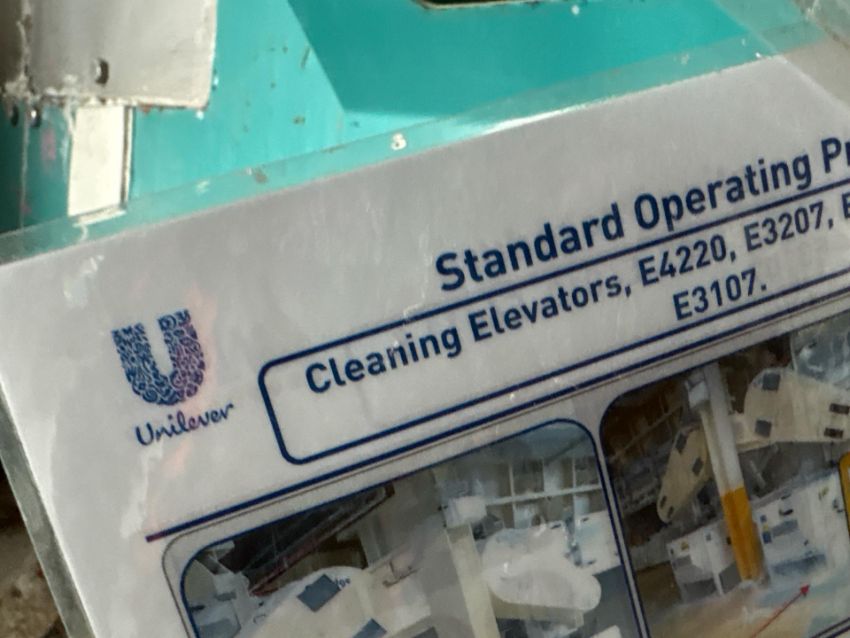 Standard Operating
Cleaning Elevators, E4220, E3207,
E3107.
Unilever